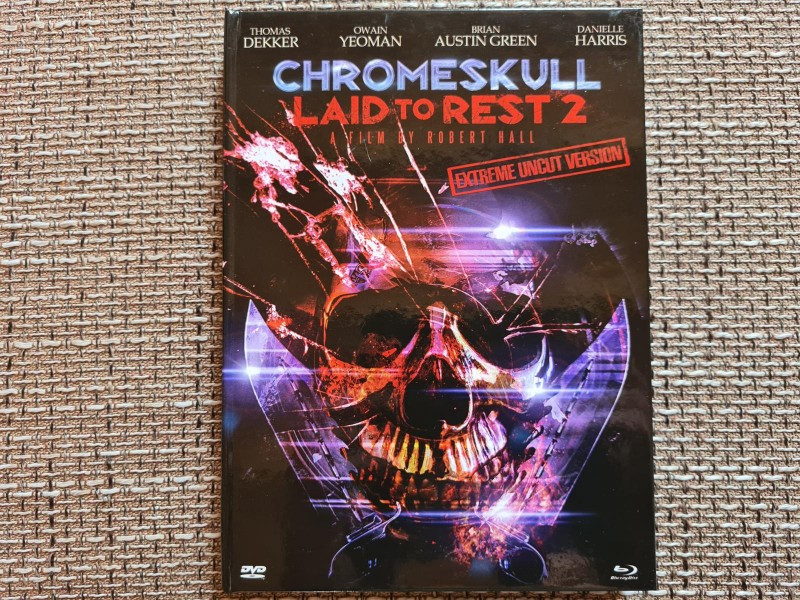 THOMAS DEKKER
OWAIN YEOMAN
BRIAN AUSTIN GREEN
DANIELLE HARRIS
CHROMESKULL
LAID TO REST 2
A FILM BY ROBERT HALL
EXTREME UNCUT VERSION
DVD
Blu-ray Disc